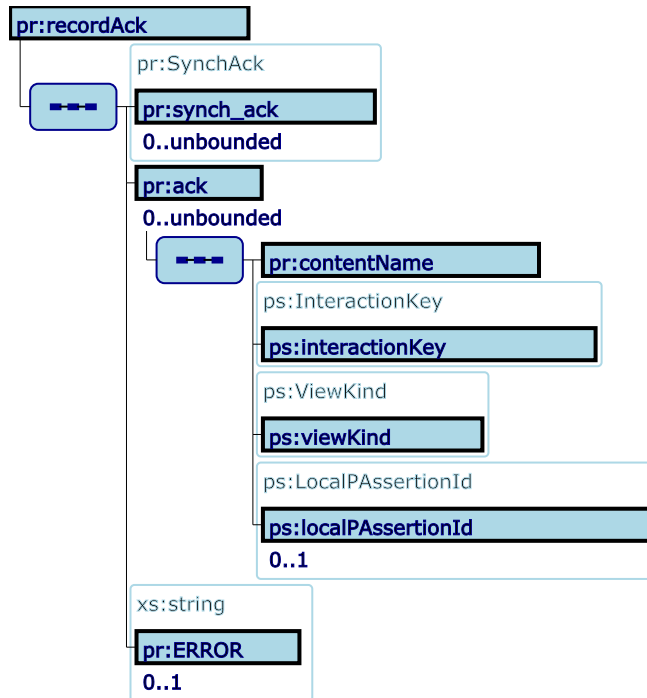 pr:recordAck
pr:SynchAck
pr:synch_ack
0..unbounded
pr:ack
0..unbounded
pr:contentName
ps:InteractionKey
ps:interactionKey
ps:ViewKind
ps:viewKind
ps:LocalPAssertionId
ps:localPAssertionId
0..1
xs:string
pr:ERROR
0..1